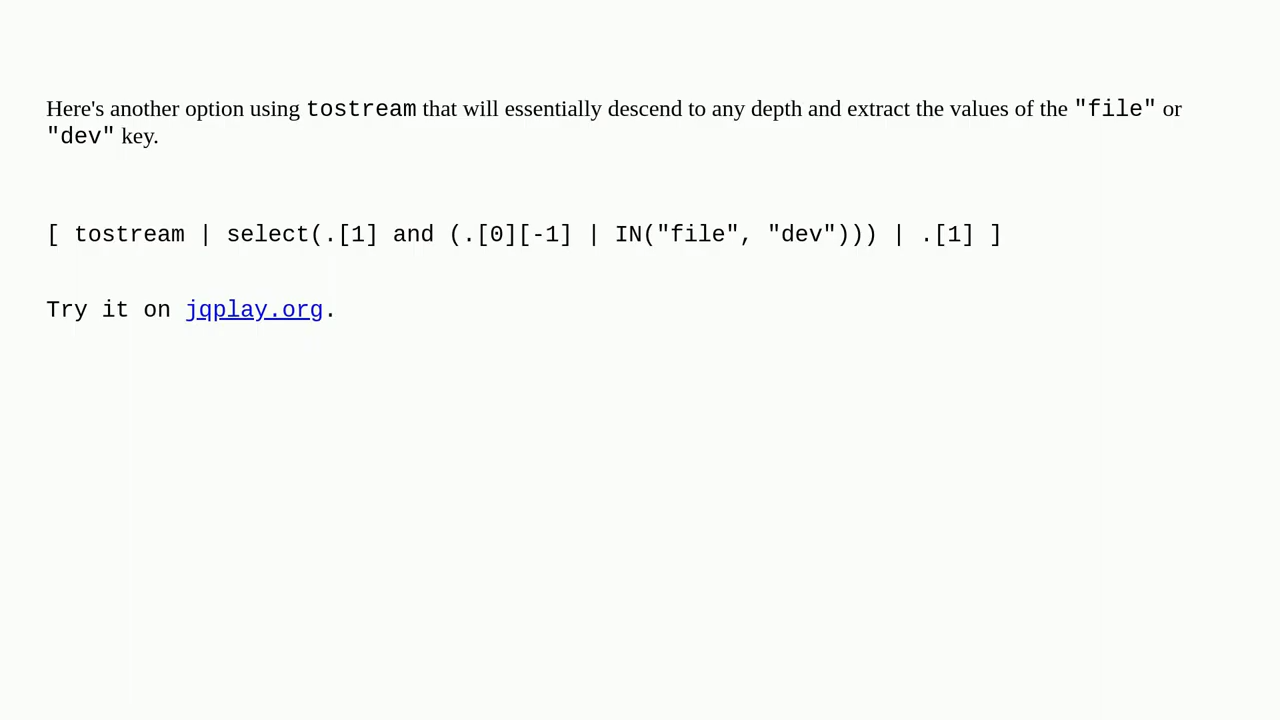 Here's another option using tostream that will essentially descend to any depth and extract the values of the "file" or
"dev" key.
[ tostream | select(.[1] and (.[0][-1] | IN("file", "dev"))) | .[1] ]
Try it on jqplay.org.